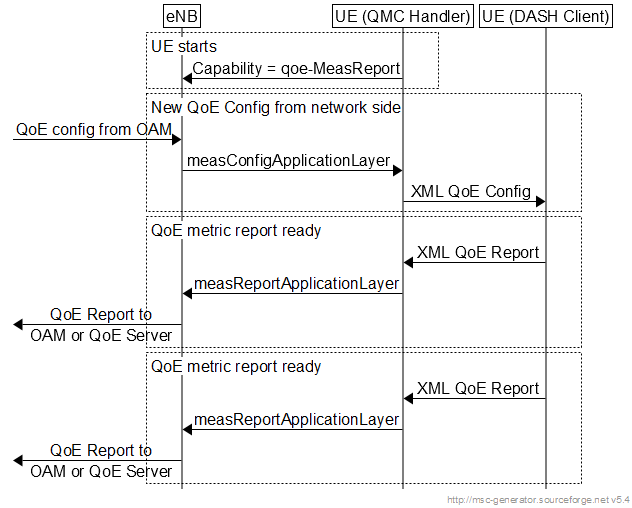 eNB
UE (QMC Handler)
UE (DASH Client)
UE starts
Capability = qoe-MeasReport
New QoE Config from network side
QoE config from OAM
measConfigApplicationLayer
XML QoE Config
QoE metric report ready
XML QoE Report
measReportApplicationLayer
QoE Report to
OAM or QoE Server
QoE metric report ready
XML QoE Report
measReportApplicationLayer
QoE Report to
OAM or QoE Server
http://msc-generator.sourceforge.net v5.4